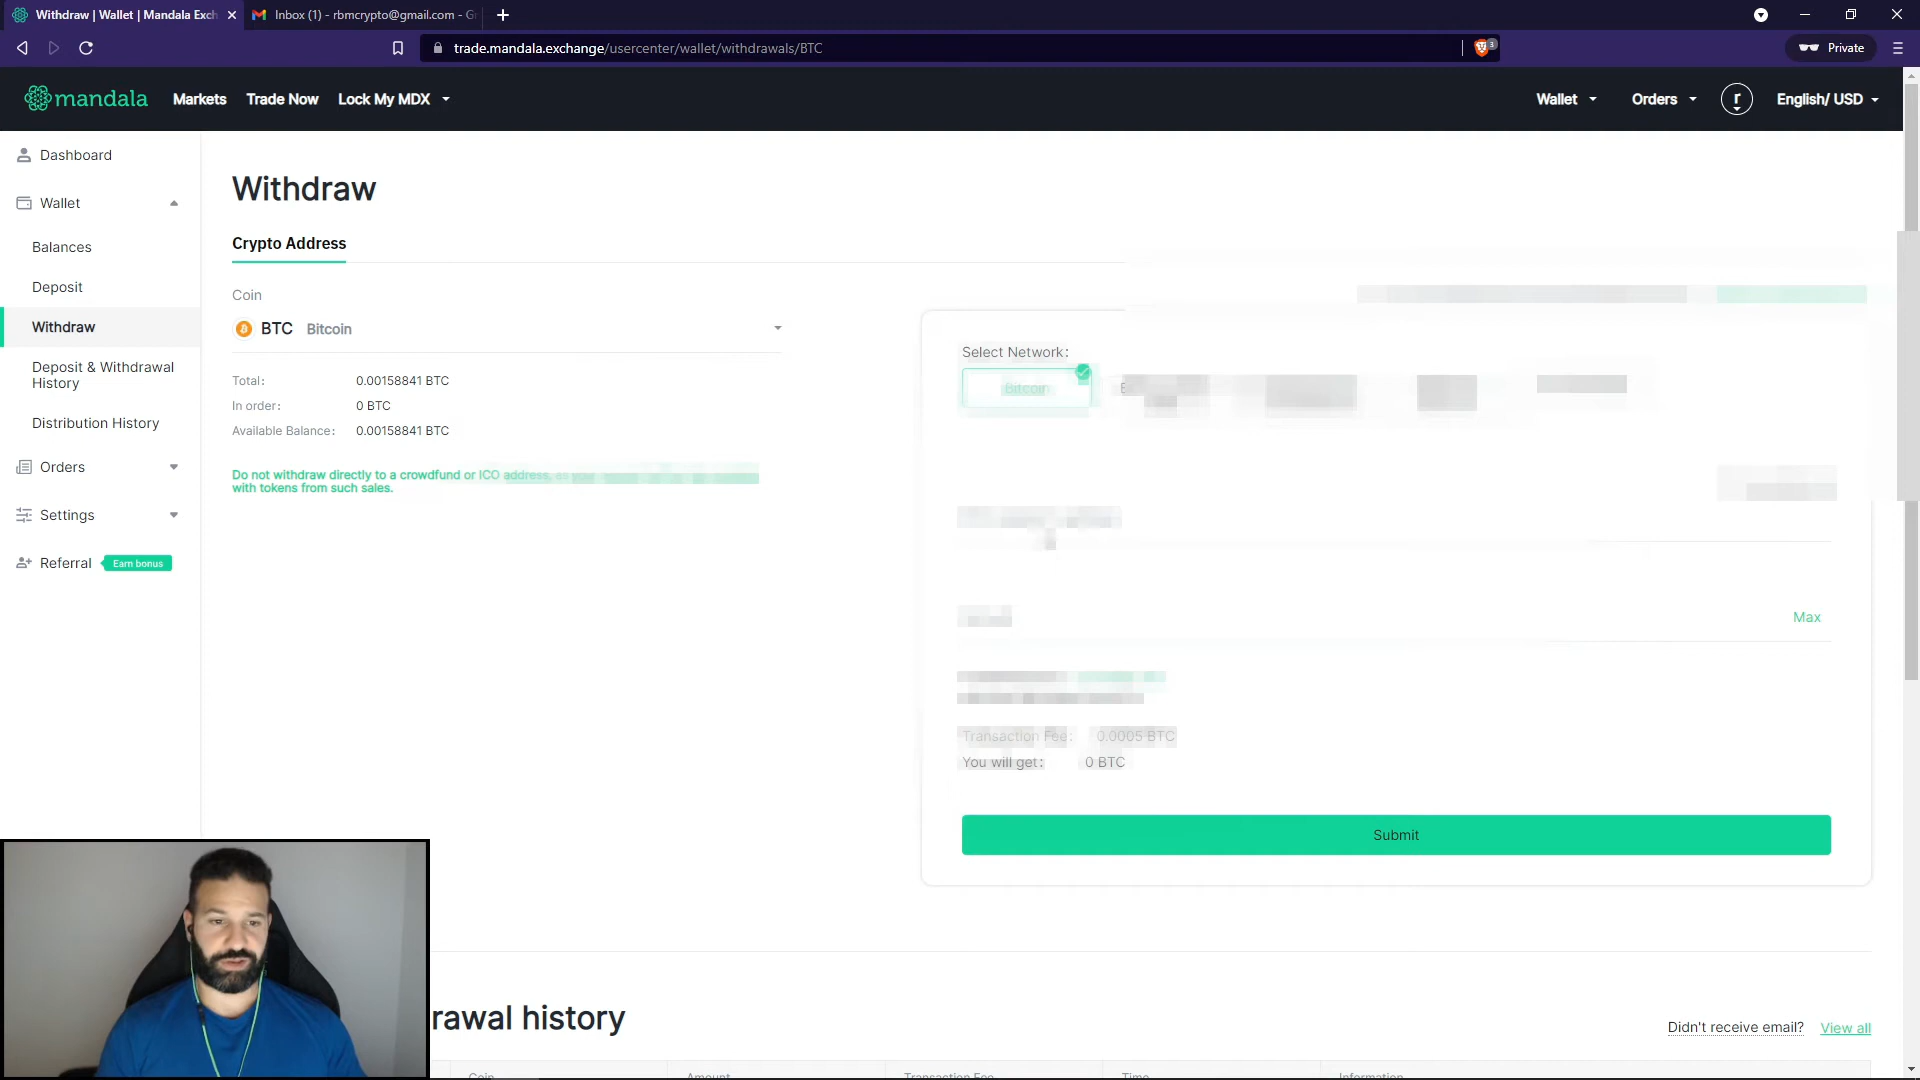 Withdraw | Wallet | Mandala Exch
Inbox (1) - rbmcrypto@gmail.com - G
trade.mandala.exchange/usercenter/wallet/withdrawals/BTC
3
Private
mandala
Markets
Trade Now
Lock My MDX
Wallet
Orders
r
English/ USD
Dashboard
Wallet
Balances
Deposit
Withdraw
Deposit & Withdrawal
History
Distribution History
Orders
Settings
Referral
Earn bonus
Withdraw
Crypto Address
Coin
BTC Bitcoin
Total: 0.00158841 BTC
In order: 0 BTC
Available Balance: 0.00158841 BTC
Do not withdraw directly to a crowdfund or ICO address, as your
with tokens from such sales.
Select Network:
Bitcoin
Max
Transaction Fee: 0.0005 BTC
You will get: 0 BTC
Submit
rawal history
Didn't receive email?
View all
Coin Amount Transaction Fee Time Information